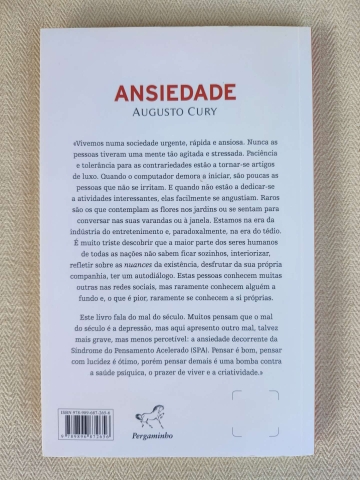 ANSIEDADE
AUGUSTO CURY
«Vivemos numa sociedade urgente, rápida e ansiosa. Nunca as
pessoas tiveram uma mente tão agitada e stressada. Paciência
e tolerância para as contrariedades estão a tornar-se artigos
de luxo. Quando o computador demora a iniciar, são poucas as
pessoas que não se irritam. E quando não estão a dedicar-se
a atividades interessantes, elas facilmente se angustiam. Raros
são os que contemplam as flores nos jardins ou se sentam para
conversar nas suas varandas ou à janela. Estamos na era da
indústria do entretenimento e, paradoxalmente, na era do tédio.
É muito triste descobrir que a maior parte dos seres humanos
de todas as nações não sabem ficar sozinhos, interiorizar,
refletir sobre as nuances da existência, desfrutar da sua própria
companhia, ter um autodiálogo. Estas pessoas conhecem muitas
outras nas redes sociais, mas raramente conhecem alguém a
fundo e, o que é pior, raramente se conhecem a si próprias.
Este livro fala do mal do século. Muitos pensam que o mal
do século é a depressão, mas aqui apresento outro mal, talvez
mais grave, mas menos percetível: a ansiedade decorrente da
Síndrome do Pensamento Acelerado (SPA). Pensar é bom, pensar
com lucidez é ótimo, porém pensar demais é uma bomba contra
a saúde psíquica, o prazer de viver e a criatividade.»
Pergaminho